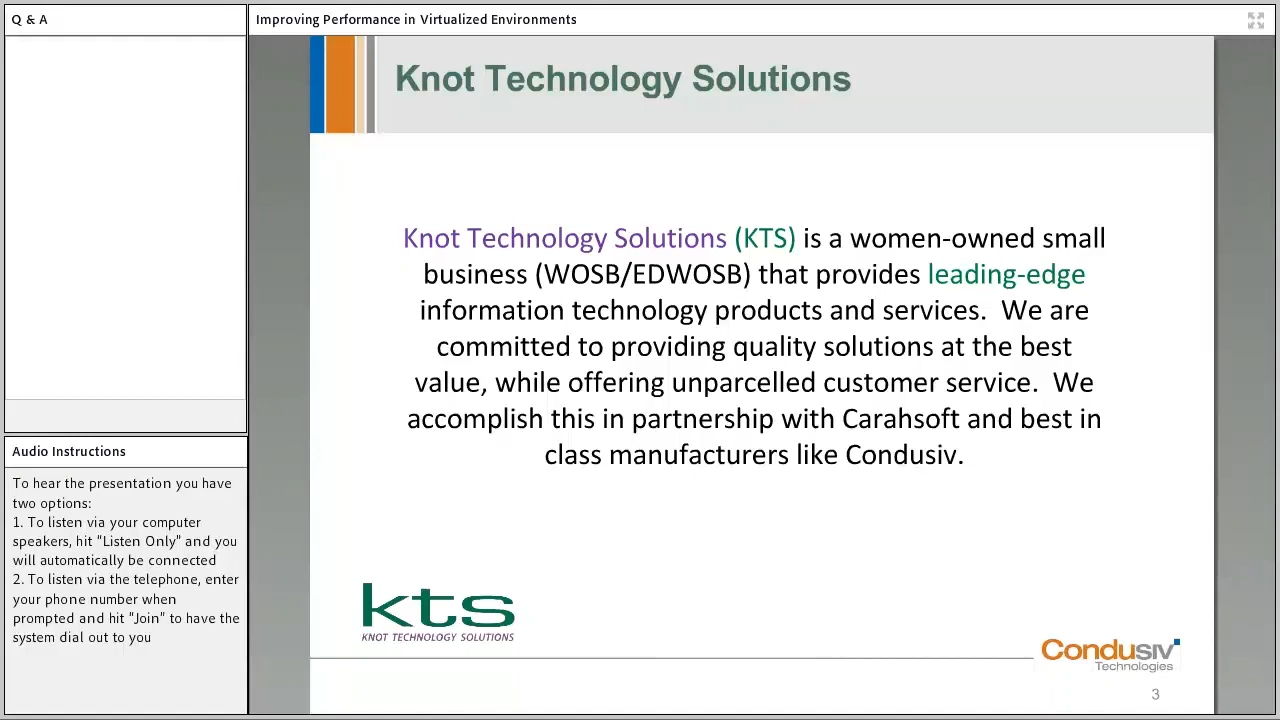 Q & A
Improving Performance in Virtualized Environments
Knot Technology Solutions
Knot Technology Solutions (KTS) is a women-owned small
business (WOSB/EDWOSB) that provides leading-edge
information technology products and services.  We are
committed to providing quality solutions at the best
value, while offering unparcelled customer service.  We
accomplish this in partnership with Carahsoft and best in
class manufacturers like Condusiv.
Audio Instructions
To hear the presentation you have
two options:
1. To listen via your computer
speakers, hit "Listen Only" and you
will automatically be connected
2. To listen via the telephone, enter
your phone number when
prompted and hit "Join" to have the
system dial out to you
kts
KNOT TECHNOLOGY SOLUTIONS
Condusiv
Technologies
3